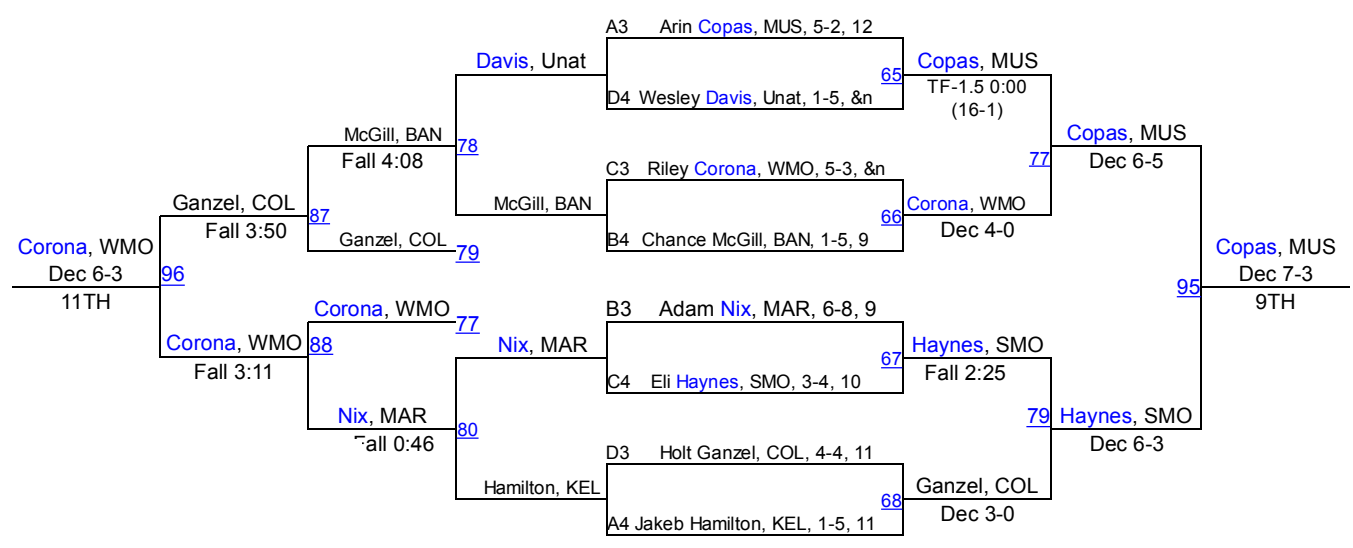 A3 Arin Copas, MUS, 5-2, 12
Davis, Unat
65
Copas, MUS
TF-1.5 0:00
(16-1)
D4 Wesley Davis, Unat, 1-5, &n
McGill, BAN
Fall 4:08
78
Copas, MUS
77
Dec 6-5
C3 Riley Corona, WMO, 5-3, &n
Ganzel, COL
Fall 3:50
87
McGill, BAN
66
Corona, WMO
Dec 4-0
B4 Chance McGill, BAN, 1-5, 9
Ganzel, COL
79
Corona, WMO
Dec 6-3
11TH
96
Copas, MUS
Dec 7-3
9TH
95
Corona, WMO
77
B3 Adam Nix, MAR, 6-8, 9
Corona, WMO
Fall 3:11
88
Nix, MAR
67
Haynes, SMO
Fall 2:25
C4 Eli Haynes, SMO, 3-4, 10
Nix, MAR
Fall 0:46
80
79
Haynes, SMO
Dec 6-3
D3 Holt Ganzel, COL, 4-4, 11
Hamilton, KEL
68
Ganzel, COL
Dec 3-0
A4 Jakeb Hamilton, KEL, 1-5, 11